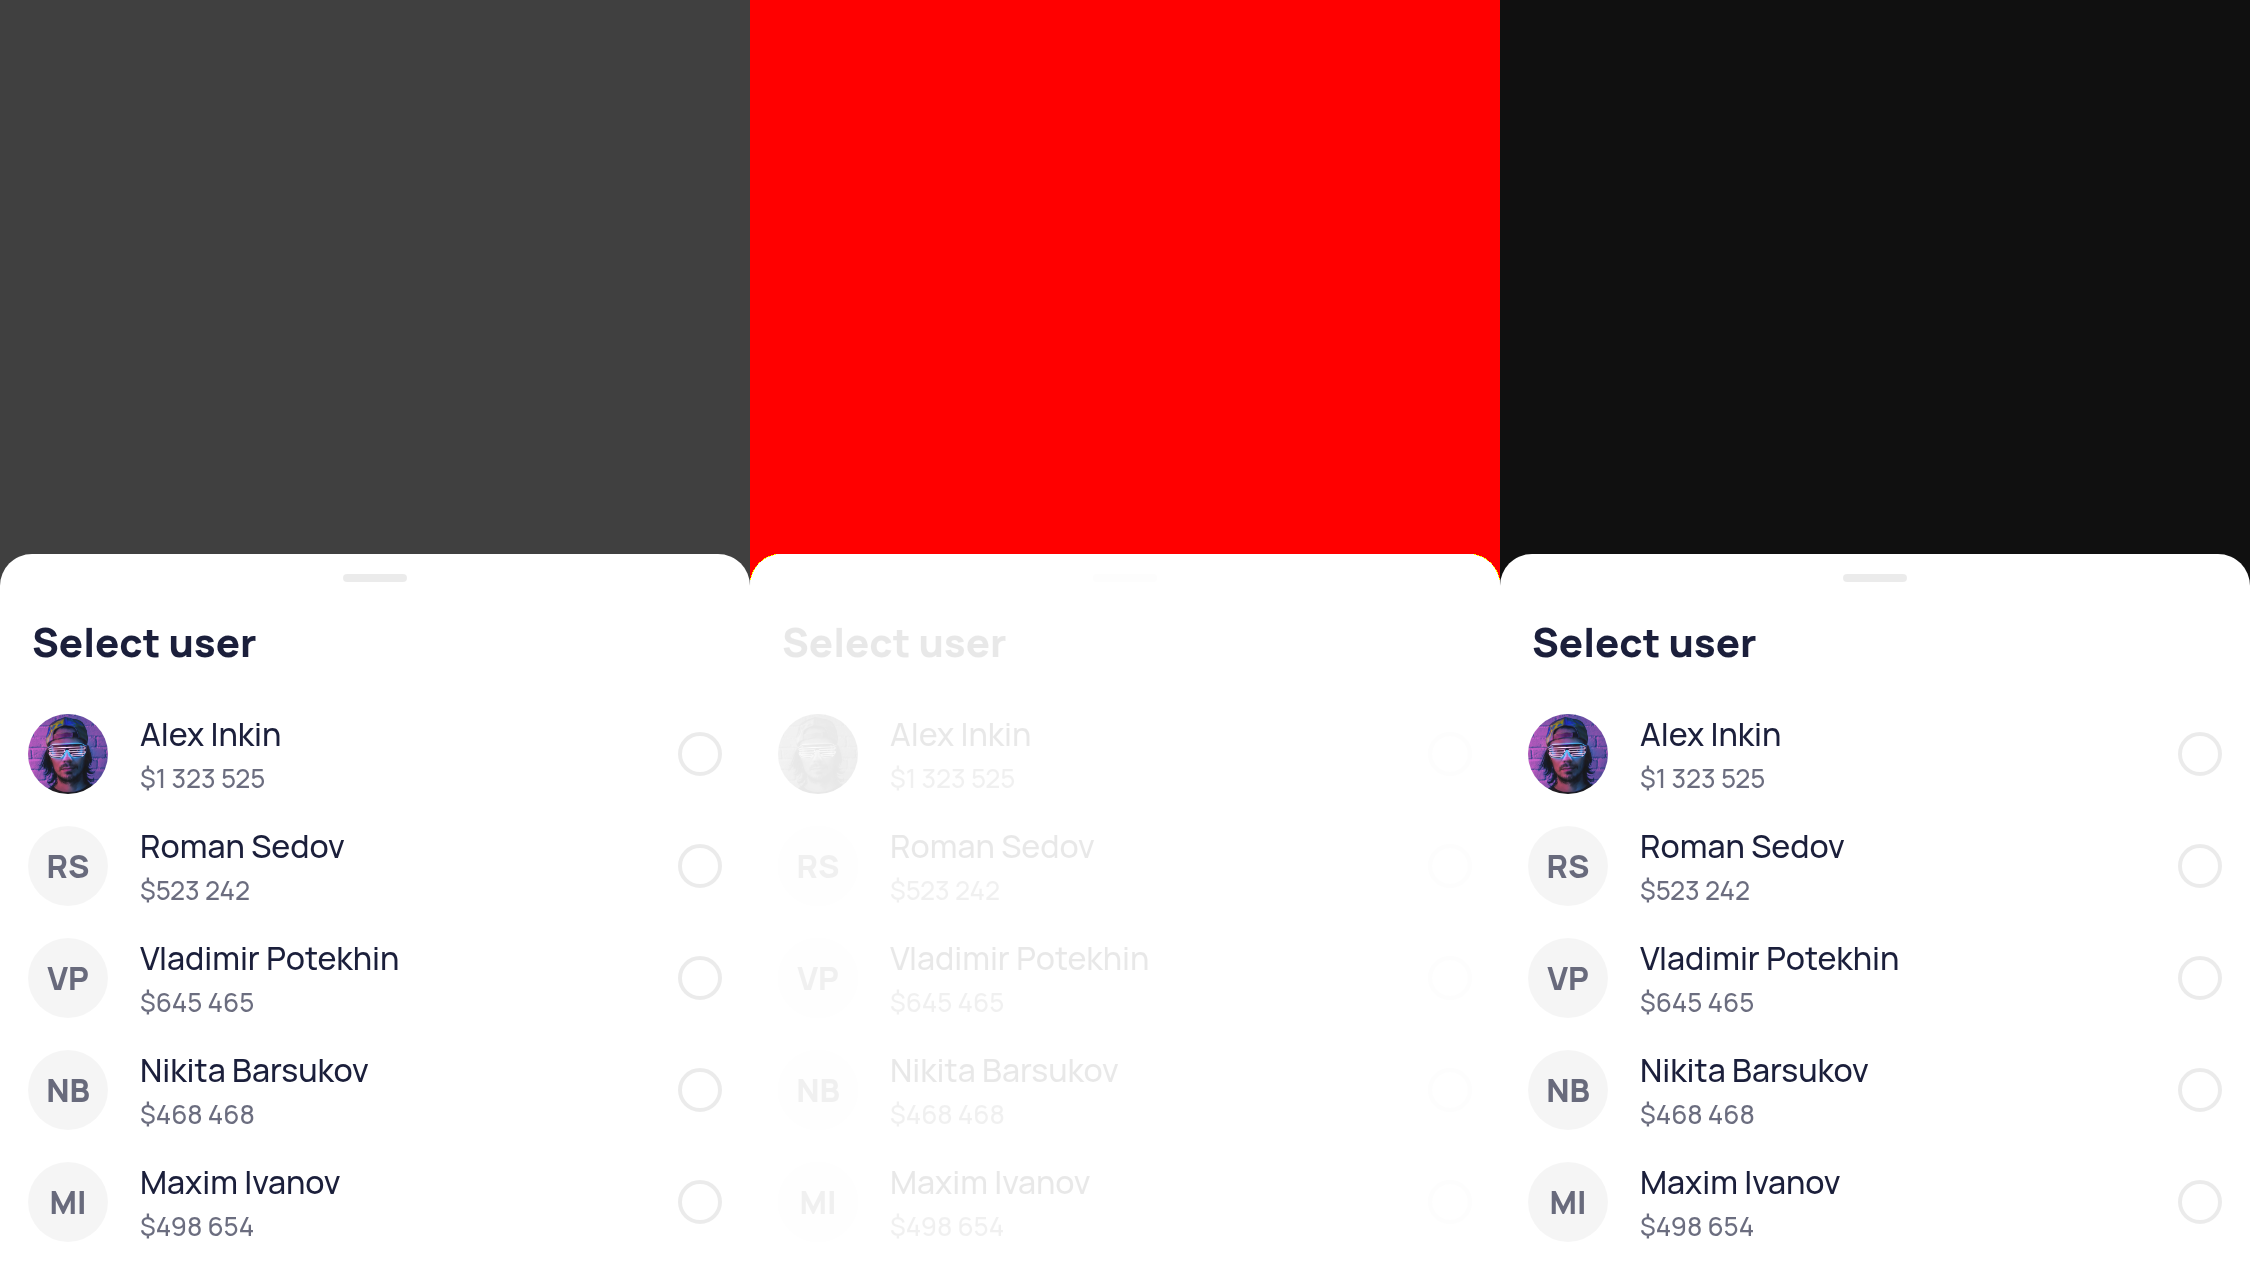 Select user
Alex Inkin
$1 323 525
RS
Roman Sedov
$523 242
VP
Vladimir Potekhin
$645 465
NB
Nikita Barsukov
$468 468
MI
Maxim Ivanov
$498 654
Select user
Alex Inkin
$1 323 525
RS
Roman Sedov
$523 242
VP
Vladimir Potekhin
$645 465
NB
Nikita Barsukov
$468 468
MI
Maxim Ivanov
$498 654
Select user
Alex Inkin
$1 323 525
RS
Roman Sedov
$523 242
VP
Vladimir Potekhin
$645 465
NB
Nikita Barsukov
$468 468
MI
Maxim Ivanov
$498 654